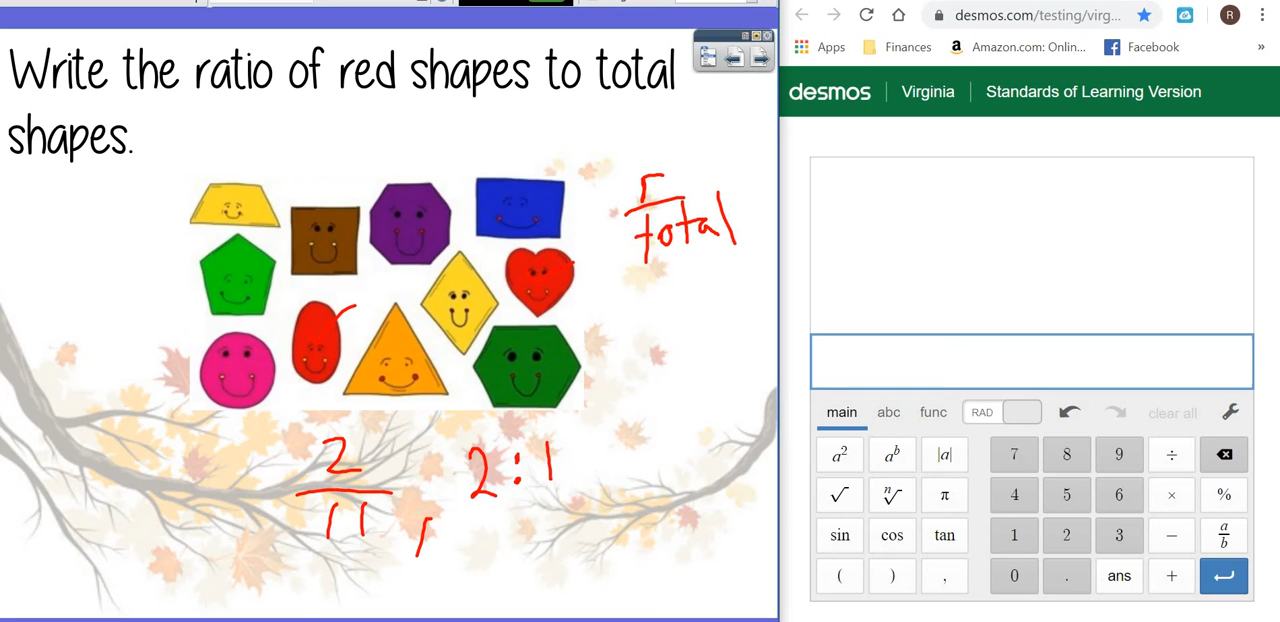 Write the ratio of red shapes to total
shapes.
r
total
2
11 ,
2:1
desmos.com/testing/virg...
R
Apps
Finances
Amazon.com: Onlin...
Facebook
»
desmos
Virginia
Standards of Learning Version
main
abc
func
RAD
clear all
a²
aᵇ
|a|
7
8
9
÷
√
ⁿ√
π
4
5
6
×
%
sin
cos
tan
1
2
3
−
a/b
(
)
,
0
.
ans
+